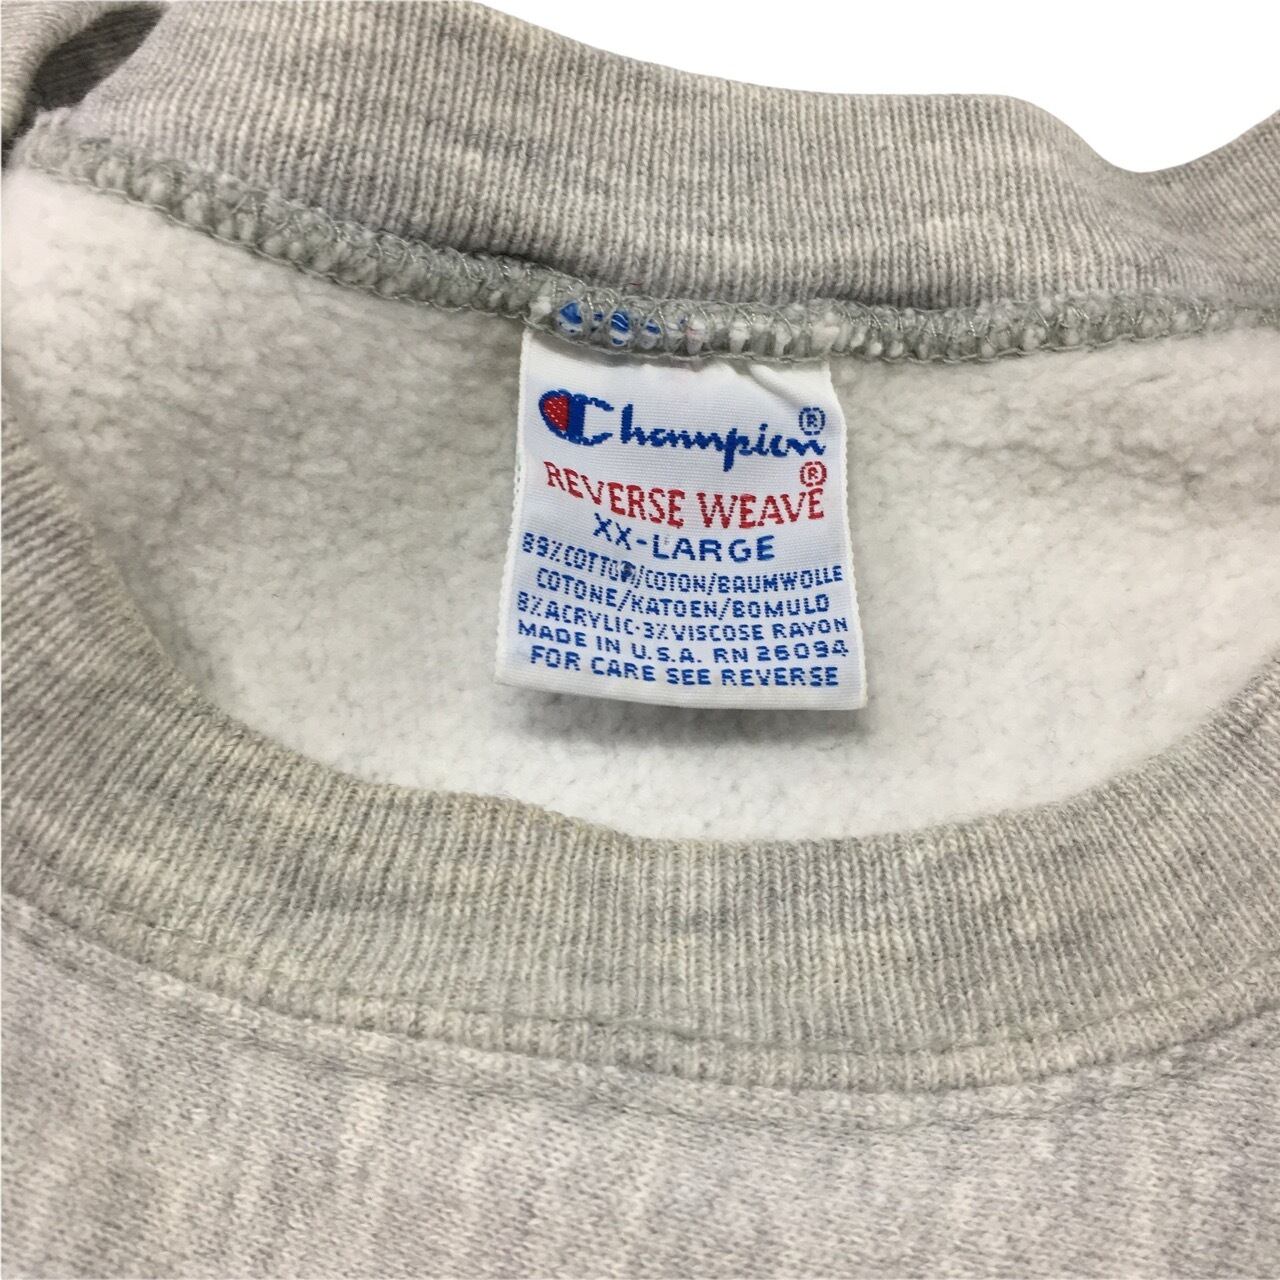 Champion®
REVERSE WEAVE®
XX-LARGE
89%COTTON/COTON/BAUMWOLLE
COTONE/KATOEN/BOMULD
8%ACRYLIC·3%VISCOSE RAYON
MADE IN U.S.A. RN 26094
FOR CARE SEE REVERSE